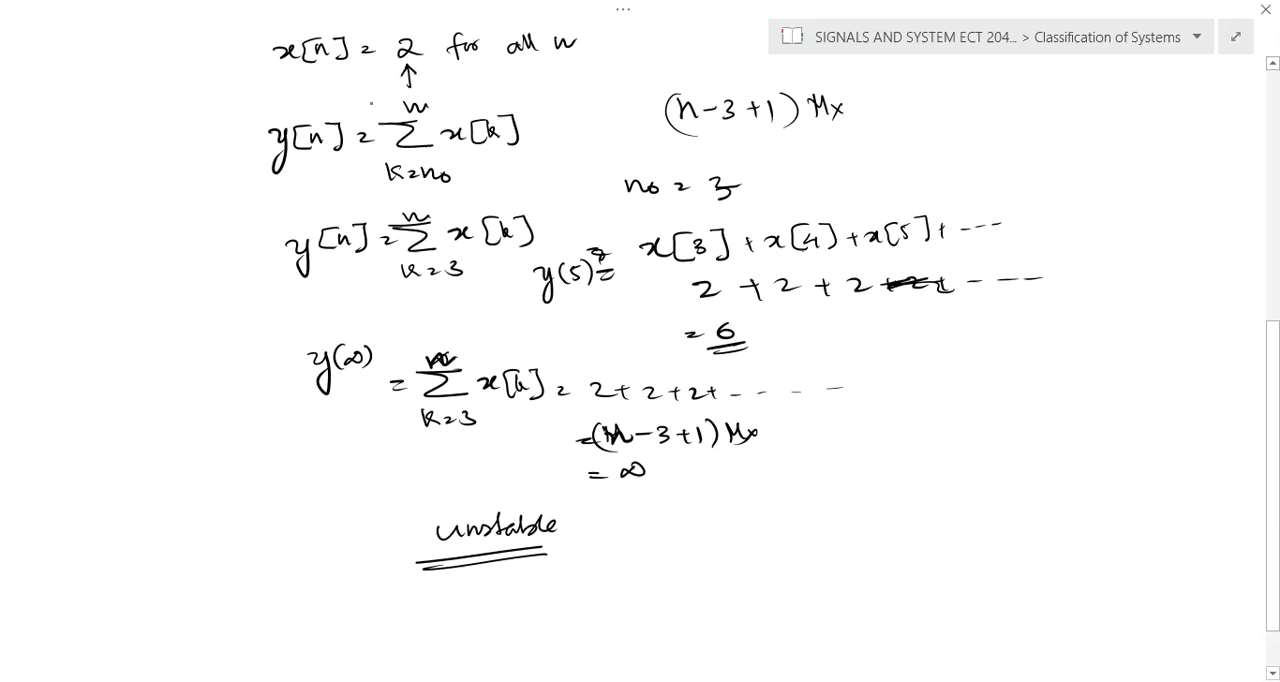 SIGNALS AND SYSTEM ECT 204... > Classification of Systems
x[n] = 2 for all n
↑
y[n] = n∑k=n₀ x[k]
(n-3+1) Mx
n₀ = 3
y[n] = n∑k=3 x[k]
y(5) = x[3] + x[4] + x[5] + ----
2 + 2 + 2 ----
= 6
y(∞) = ∑k=3 x[k] = 2+2+2+ - - - -
= (n-3+1) Mx
= ∞
unstable